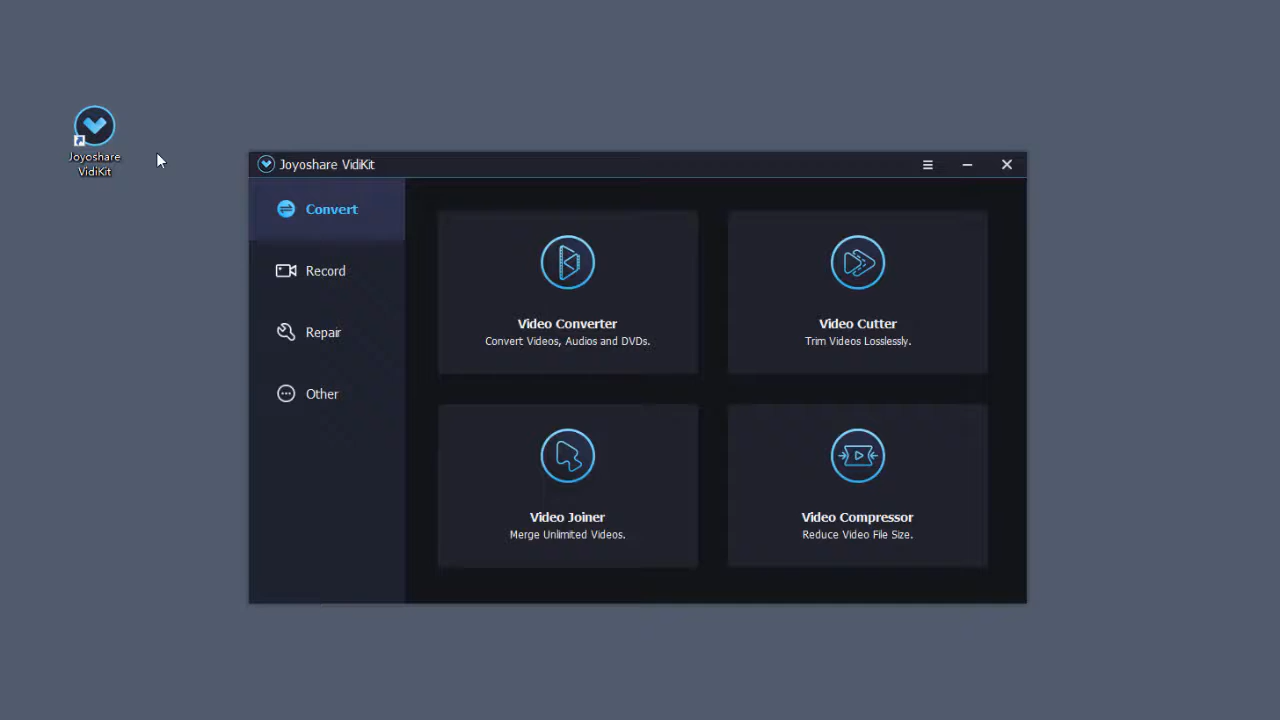 Joyoshare
VidiKit
Joyoshare VidiKit
Convert
Record
Repair
Other
Video Converter
Convert Videos, Audios and DVDs.
Video Cutter
Trim Videos Losslessly.
Video Joiner
Merge Unlimited Videos.
Video Compressor
Reduce Video File Size.